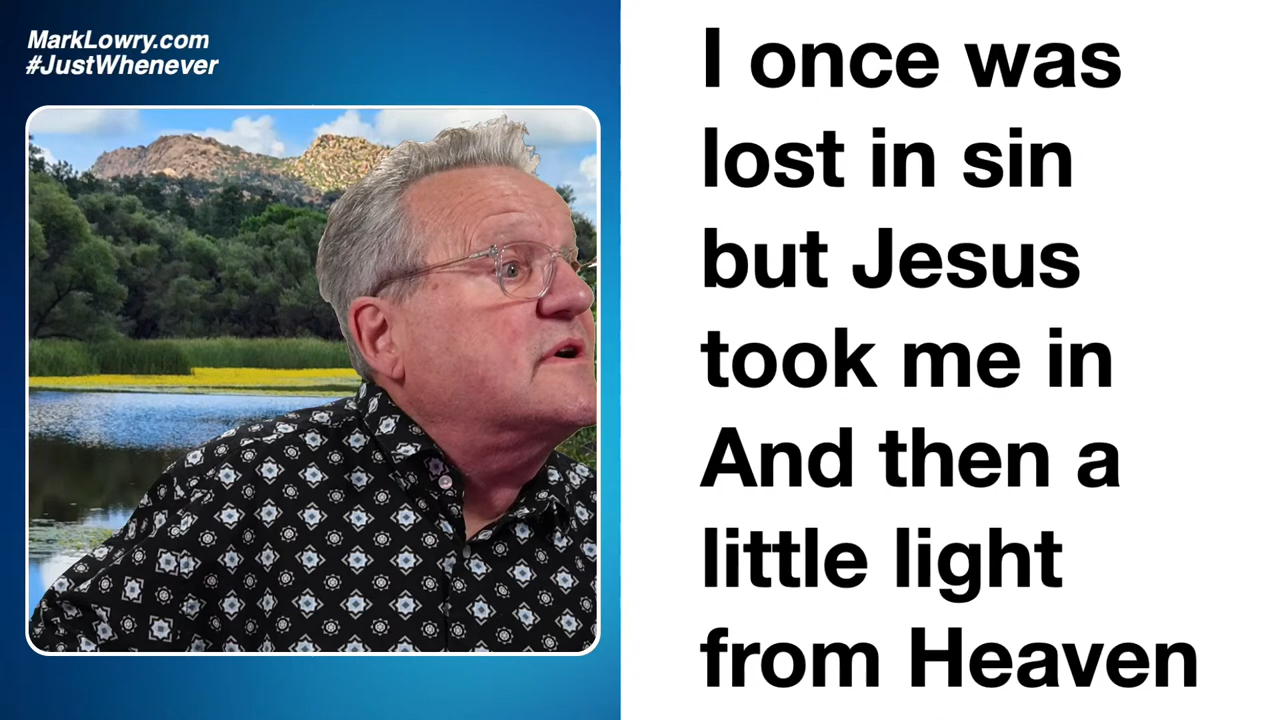 MarkLowry.com
#JustWhenever
I once was
lost in sin
but Jesus
took me in
And then a
little light
from Heaven